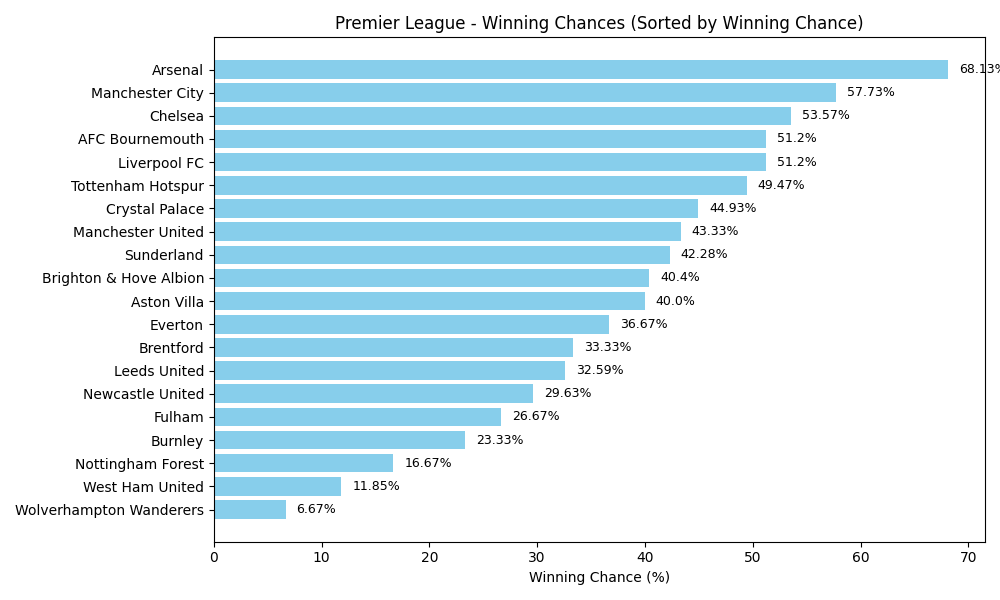 Premier League - Winning Chances (Sorted by Winning Chance)
Arsenal 68.13%
Manchester City 57.73%
Chelsea 53.57%
AFC Bournemouth 51.2%
Liverpool FC 51.2%
Tottenham Hotspur 49.47%
Crystal Palace 44.93%
Manchester United 43.33%
Sunderland 42.28%
Brighton & Hove Albion 40.4%
Aston Villa 40.0%
Everton 36.67%
Brentford 33.33%
Leeds United 32.59%
Newcastle United 29.63%
Fulham 26.67%
Burnley 23.33%
Nottingham Forest 16.67%
West Ham United 11.85%
Wolverhampton Wanderers 6.67%
0 10 20 30 40 50 60 70
Winning Chance (%)